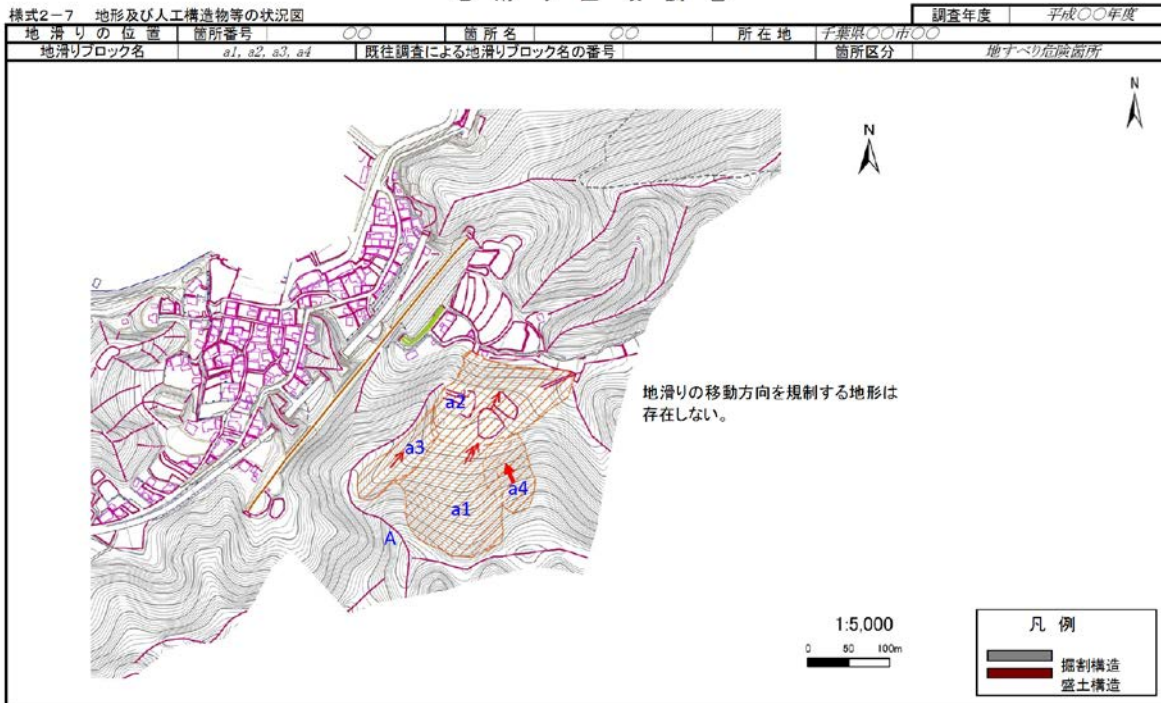 様式2-7 地形及び人工構造物等の状況図
調査年度 平成○○年度
地滑りの位置 箇所番号 ○○ 箇所名 ○○ 所在地 千葉県○○市○○
地滑りブロック名 a1, a2, a3, a4 既往調査による地滑りブロック名の番号 箇所区分 地すべり危険箇所
N
N
地滑りの移動方向を規制する地形は
存在しない。
a2
a3
a4
a1
A
1:5,000
0 50 100m
凡 例
掘割構造
盛土構造